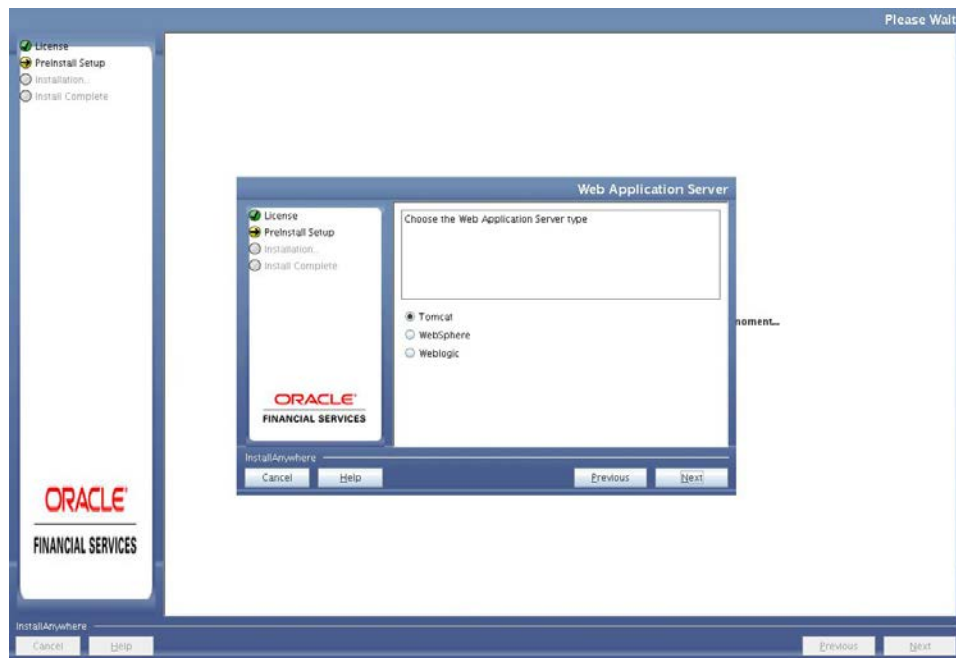 Please Wait
License
PreInstall Setup
Installation...
Install Complete
Web Application Server
License
PreInstall Setup
Installation...
Install Complete
Choose the Web Application Server type
Tomcat
WebSphere
Weblogic
moment...
ORACLE
FINANCIAL SERVICES
InstallAnywhere
Cancel
Help
Previous
Next
ORACLE
FINANCIAL SERVICES
InstallAnywhere
Cancel
Help
Previous
Next